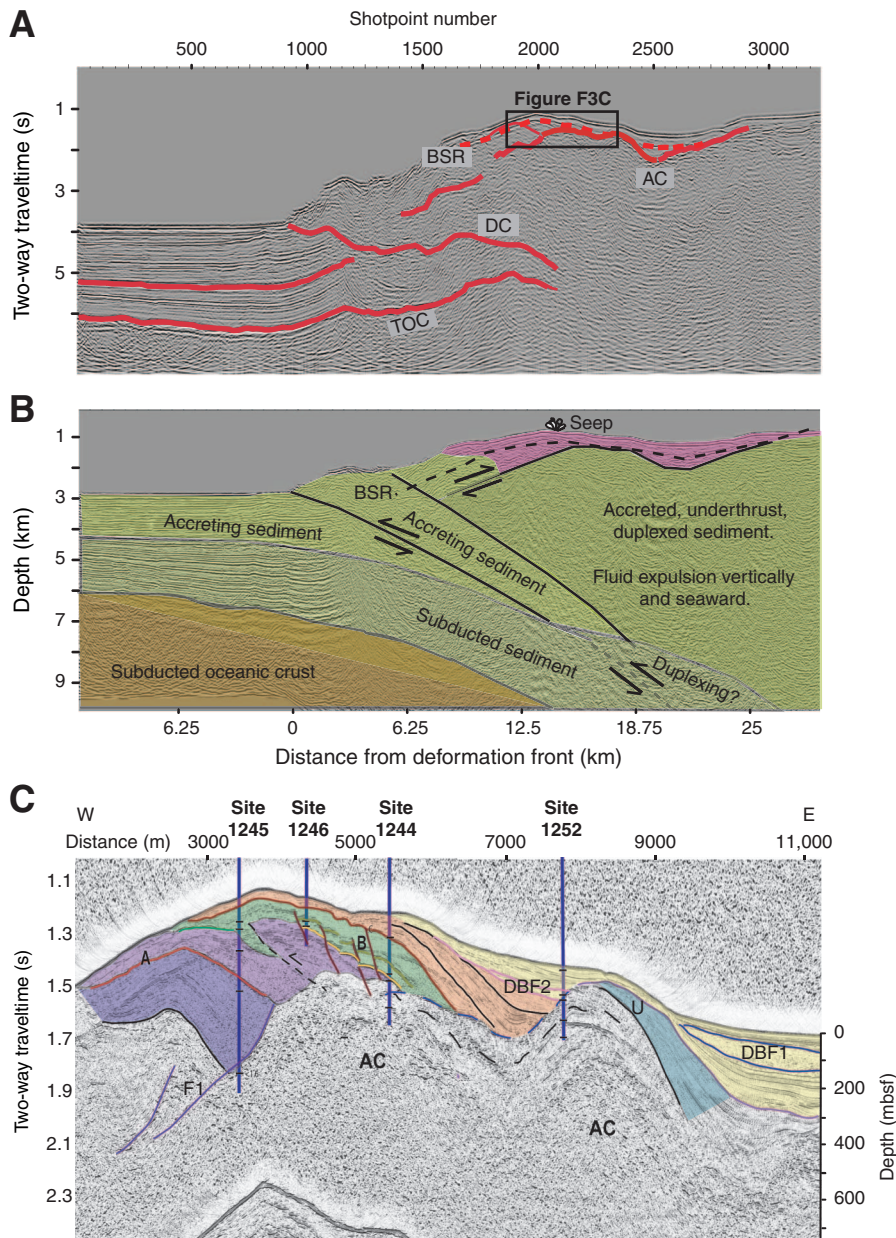 A
Shotpoint number
500 1000 1500 2000 2500 3000
Two-way traveltime (s)
1
3
5
Figure F3C
BSR
AC
DC
TOC
B
Depth (km)
1
3
5
7
9
Seep
BSR
Accreting sediment
Accreting sediment
Accreted, underthrust,
duplexed sediment.
Fluid expulsion vertically
and seaward.
Subducted sediment
Duplexing?
Subducted oceanic crust
6.25 0 6.25 12.5 18.75 25
Distance from deformation front (km)
C
W
E
Site
1245
Site
1246
Site
1244
Site
1252
Distance (m) 3000 5000 7000 9000 11,000
Two-way traveltime (s)
1.1
1.3
1.5
1.7
1.9
2.1
2.3
A
B
DBF2
U
DBF1
F1
AC
AC
0
100
200
300
400
600
Depth (mbsf)